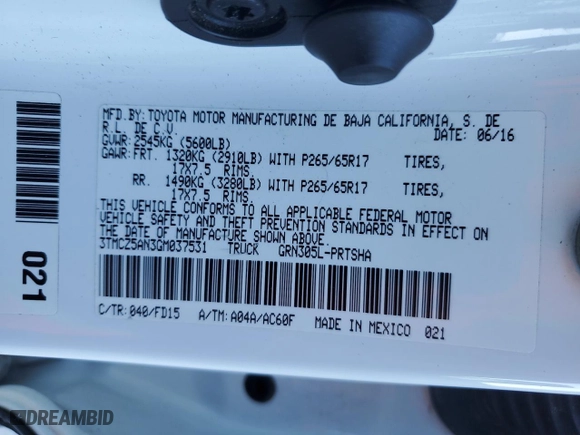 MFD.BY:TOYOTA MOTOR MANUFACTURING DE BAJA CALIFORNIA, S. DE
R.L. DE C.V. DATE: 06/16
GVWR:2545KG (5600LB)
GAWR:FRT. 1320KG (2910LB) WITH P265/65R17 TIRES,
17X7.5 RIMS.
RR. 1490KG (3280LB) WITH P265/65R17 TIRES,
17X7.5 RIMS.
THIS VEHICLE CONFORMS TO ALL APPLICABLE FEDERAL MOTOR
VEHICLE SAFETY AND THEFT PREVENTION STANDARDS IN EFFECT ON
THE DATE OF MANUFACTURE SHOWN ABOVE.
3TMCZ5AN3GM037531 TRUCK GRN305L-PRTSHA
C/TR:040/FD15 A/TM:A04A/AC60F MADE IN MEXICO 021
021
DREAMBID